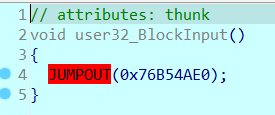 1 // attributes: thunk
2 void user32_BlockInput()
3 {
4 JUMPOUT(0x76B54AE0);
5 }